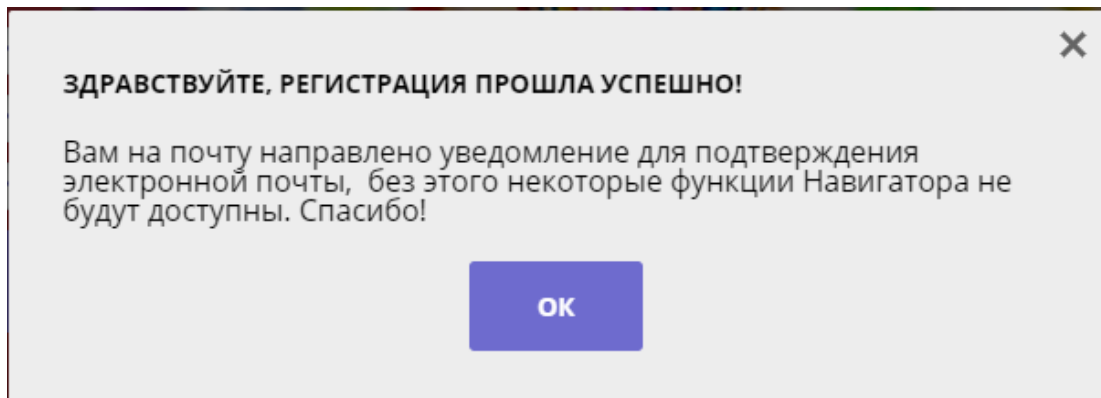 ЗДРАВСТВУЙТЕ, РЕГИСТРАЦИЯ ПРОШЛА УСПЕШНО!
Вам на почту направлено уведомление для подтверждения
электронной почты,  без этого некоторые функции Навигатора не
будут доступны. Спасибо!
ОК